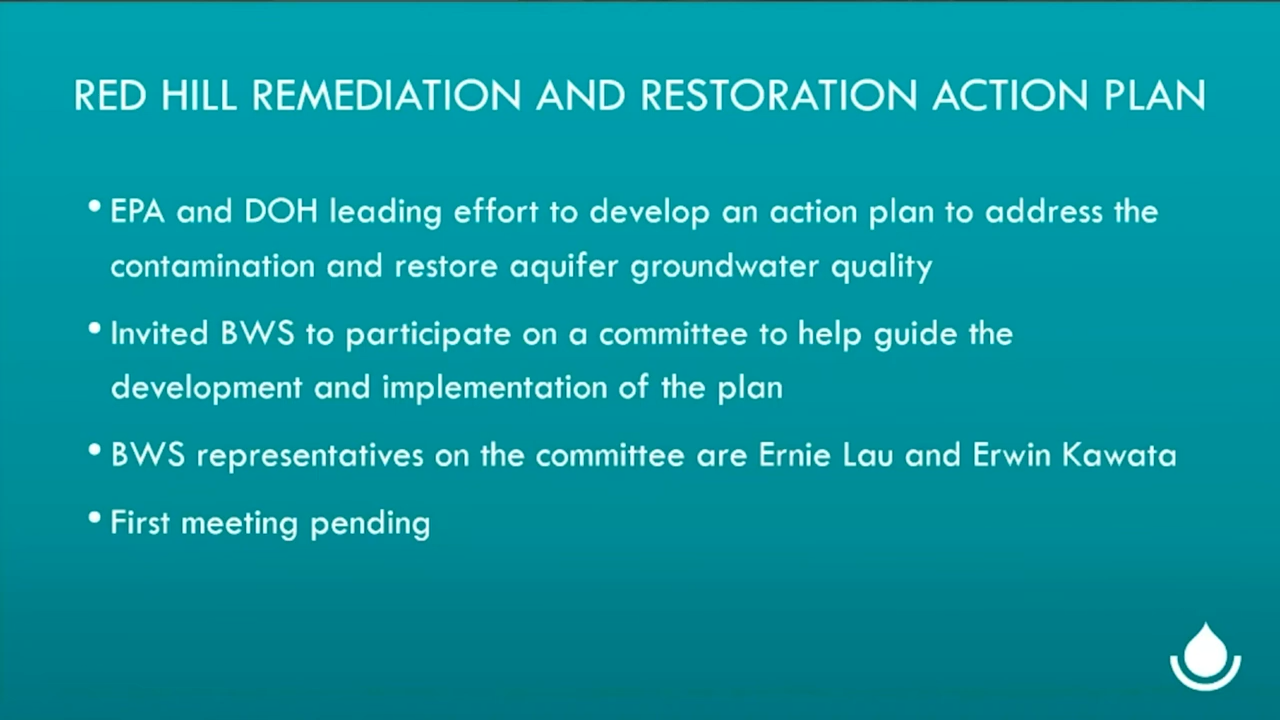 RED HILL REMEDIATION AND RESTORATION ACTION PLAN
• EPA and DOH leading effort to develop an action plan to address the
contamination and restore aquifer groundwater quality
• Invited BWS to participate on a committee to help guide the
development and implementation of the plan
• BWS representatives on the committee are Ernie Lau and Erwin Kawata
• First meeting pending